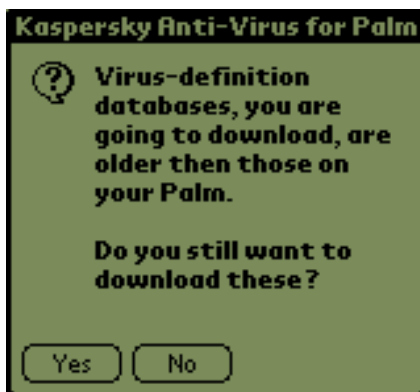 Kaspersky Anti-Virus for Palm
Virus-definition
databases, you are
going to download, are
older then those on
your Palm.
Do you still want to
download these?
Yes No